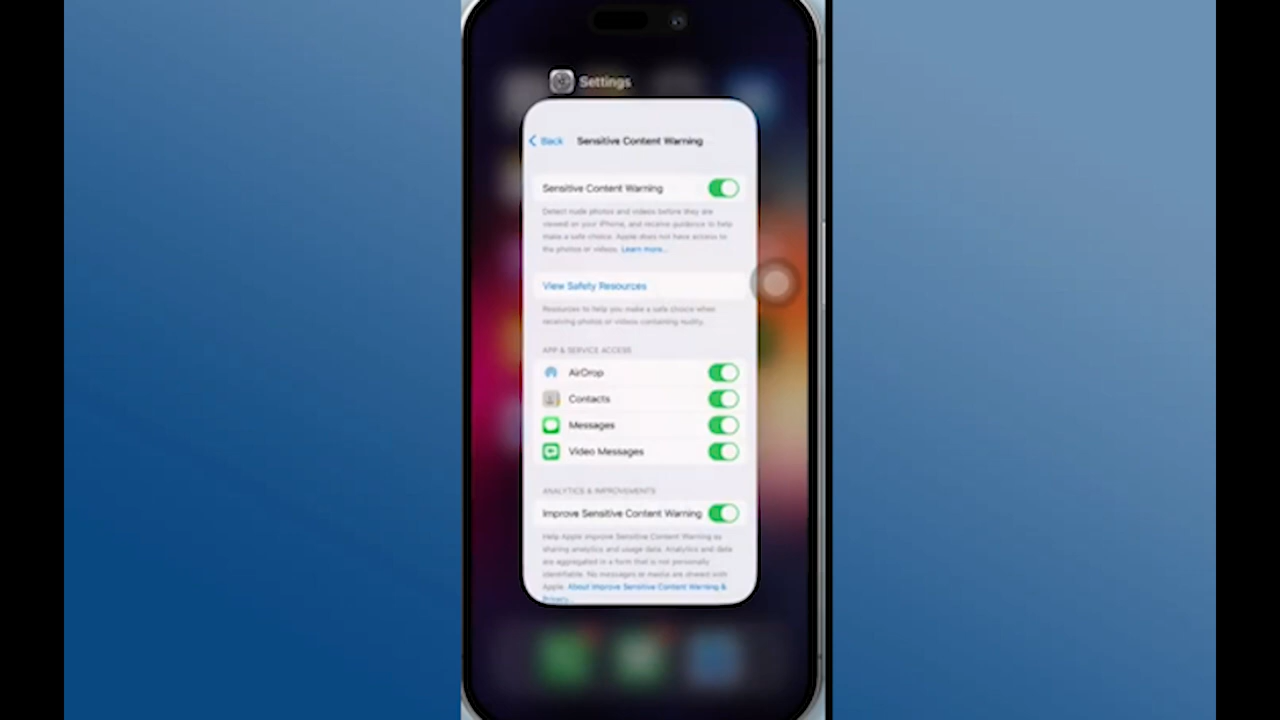 Settings
Back
Sensitive Content Warning
Sensitive Content Warning
Detect nude photos and videos before they are
viewed on your iPhone, and receive guidance to help
make a safe choice. Apple does not have access to
the photos or videos. Learn more...
View Safety Resources
Resources to help you make a safe choice when
receiving photos or videos containing nudity.
APP & SERVICE ACCESS
AirDrop
Contacts
Messages
Video Messages
ANALYTICS & IMPROVEMENTS
Improve Sensitive Content Warning
Help Apple improve Sensitive Content Warning by
sharing analytics and usage data. Analytics and data
are aggregated in a form that is not personally
identifiable. No messages or media are shared with
Apple. About Improve Sensitive Content Warning &
Privacy...